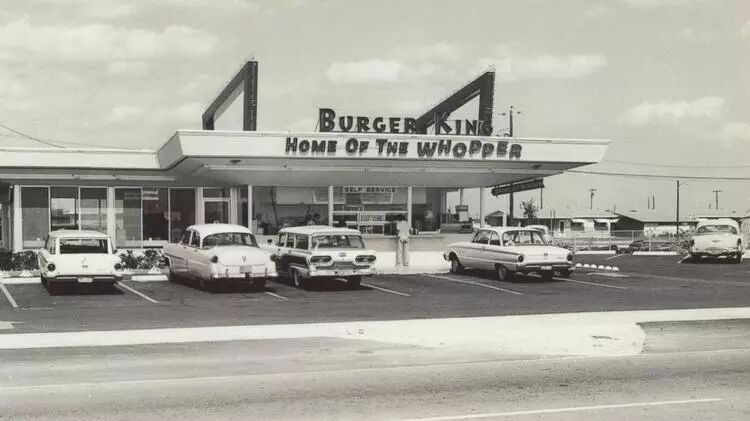 BURGER KING
HOME OF THE WHOPPER
SELF SERVICE